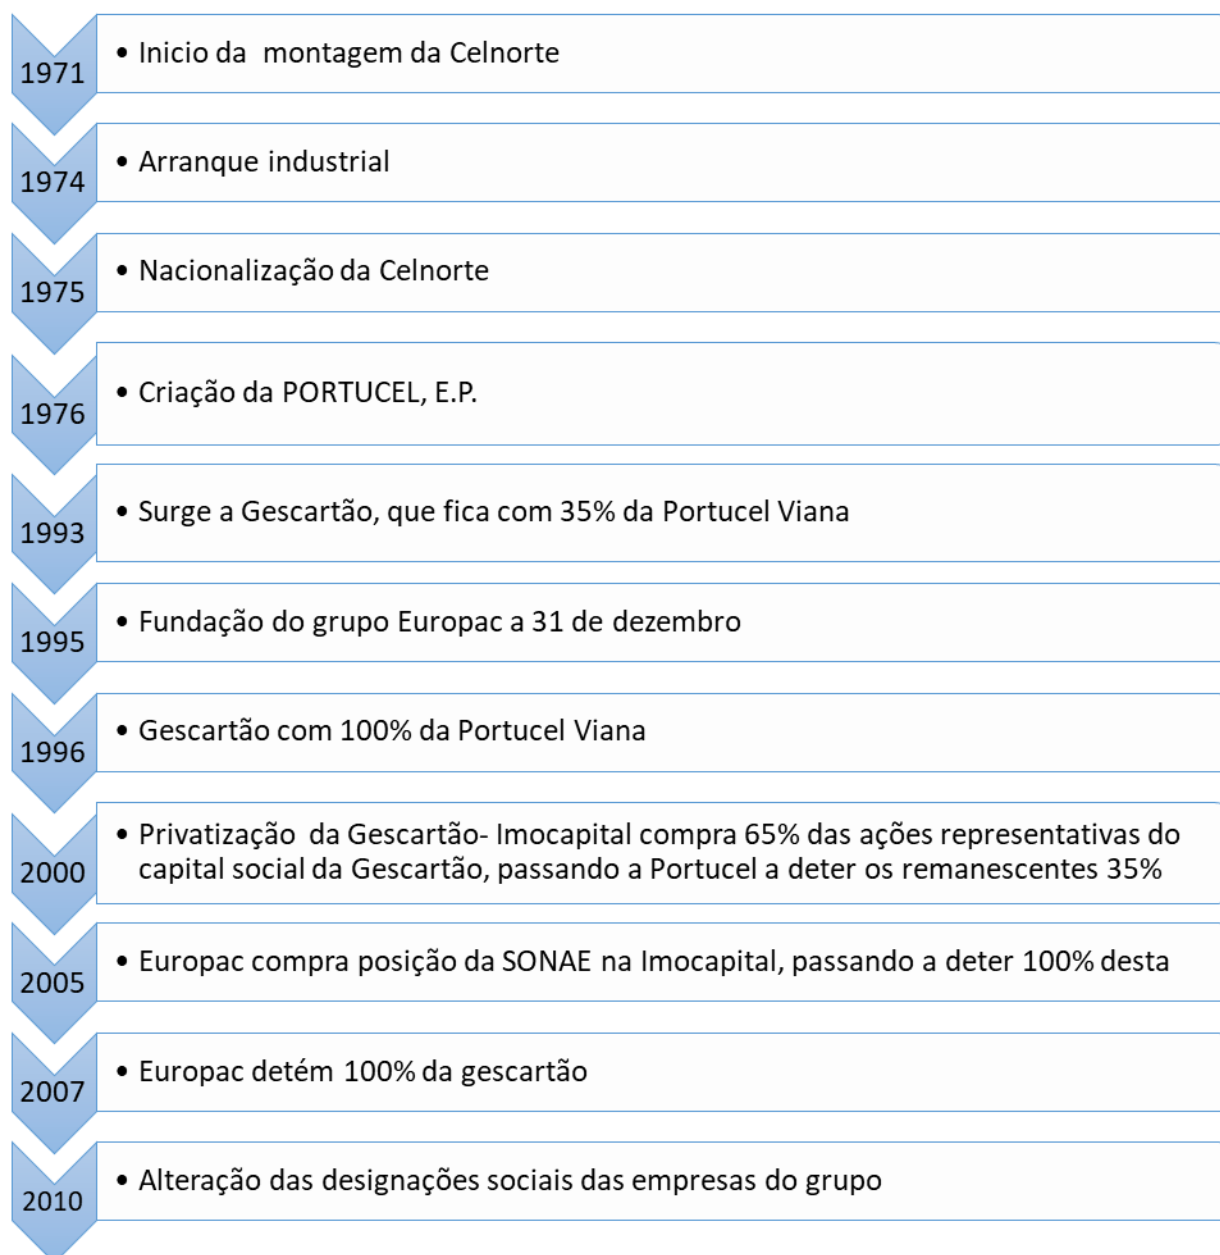 1971
• Inicio da  montagem da Celnorte
1974
• Arranque industrial
1975
• Nacionalização da Celnorte
1976
• Criação da PORTUCEL, E.P.
1993
• Surge a Gescartão, que fica com 35% da Portucel Viana
1995
• Fundação do grupo Europac a 31 de dezembro
1996
• Gescartão com 100% da Portucel Viana
2000
• Privatização  da Gescartão- Imocapital compra 65% das ações representativas do
capital social da Gescartão, passando a Portucel a deter os remanescentes 35%
2005
• Europac compra posição da SONAE na Imocapital, passando a deter 100% desta
2007
• Europac detém 100% da gescartão
2010
• Alteração das designações sociais das empresas do grupo